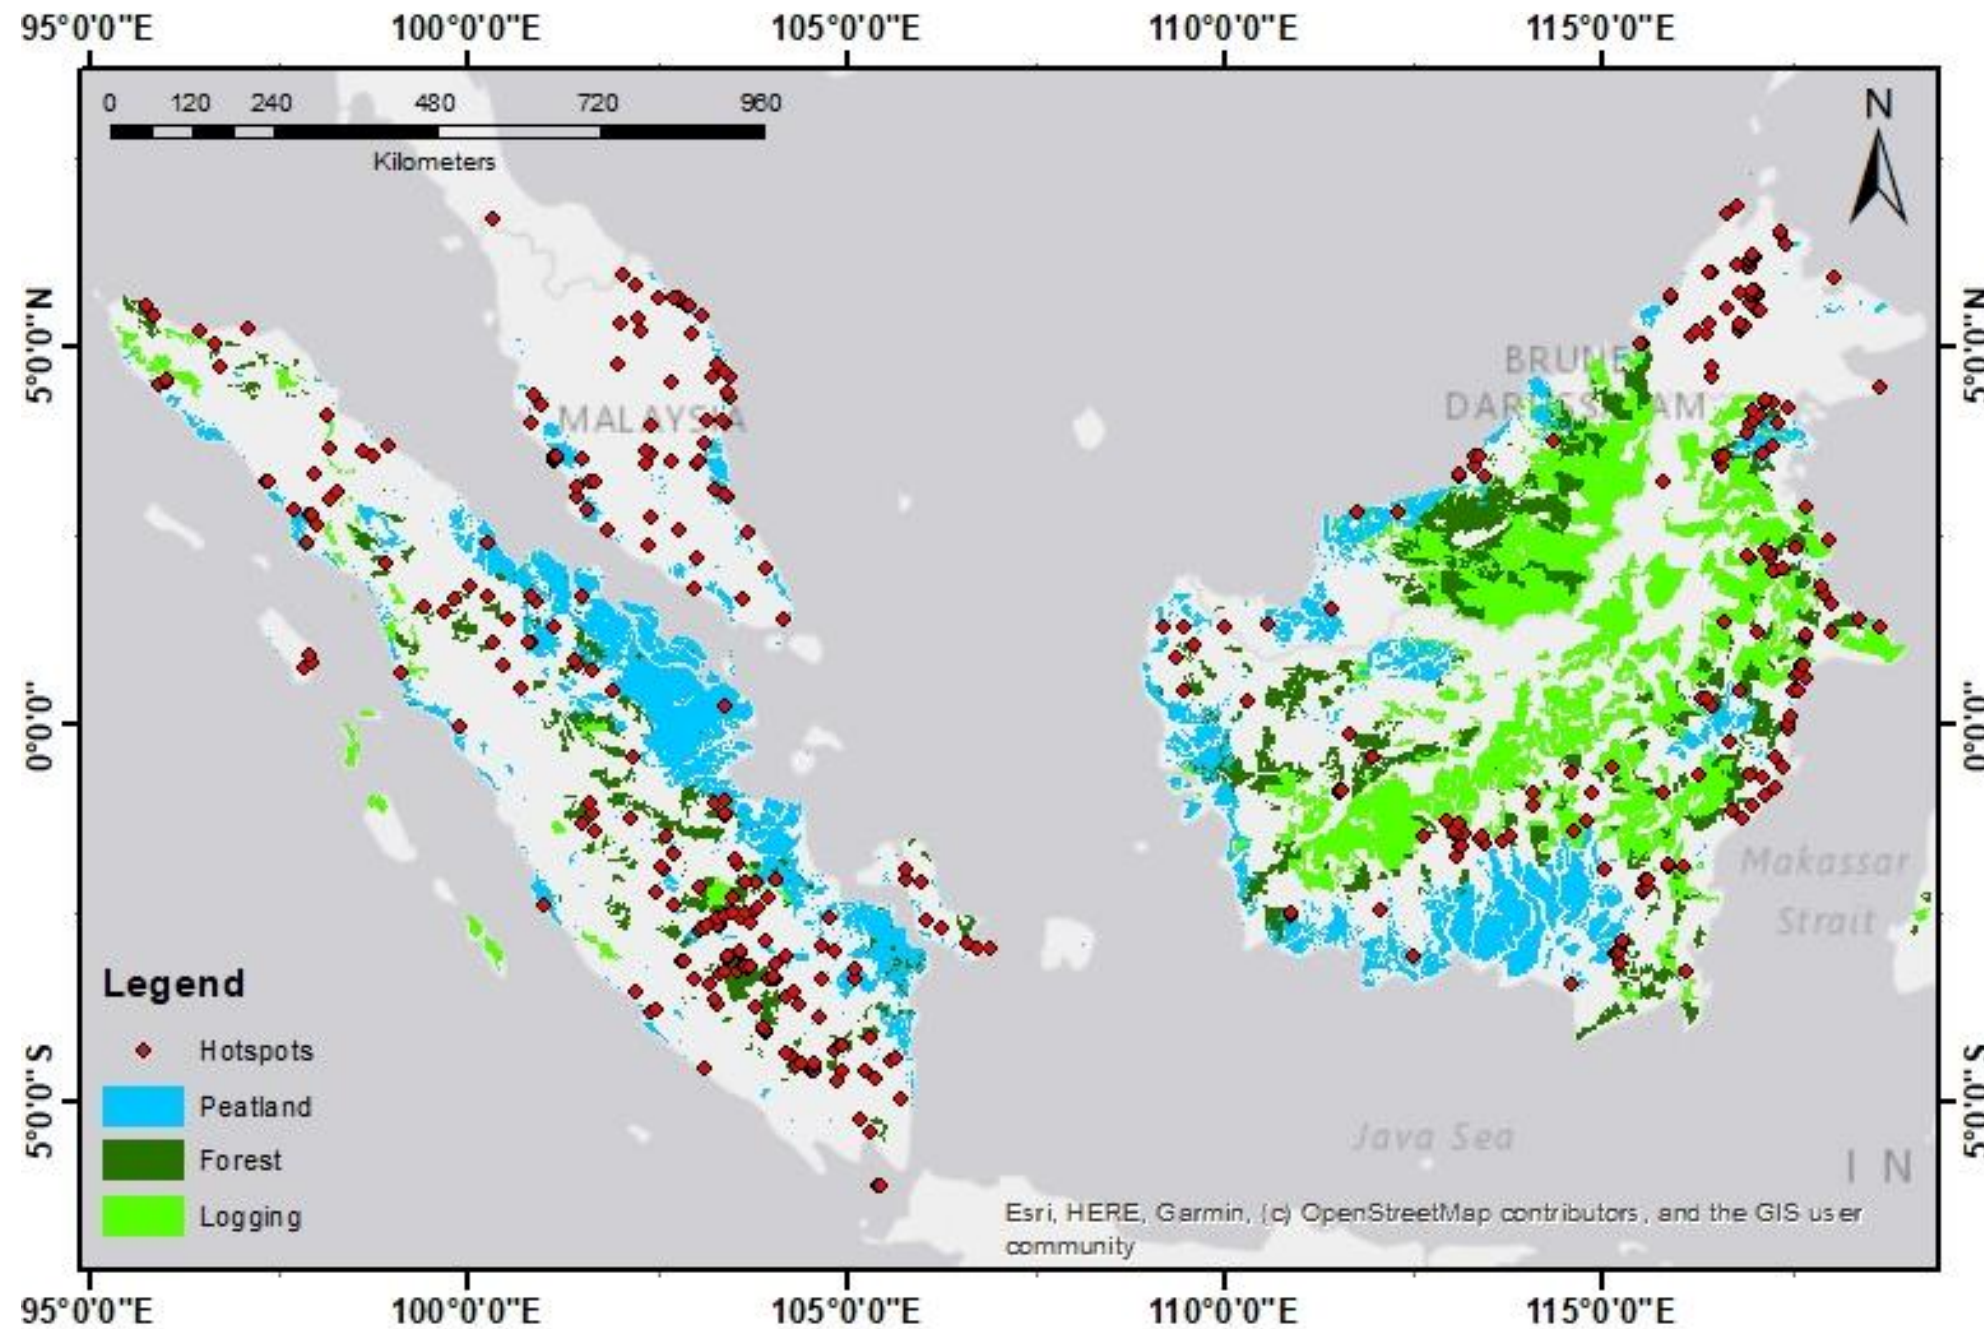 95°0'0"E 100°0'0"E 105°0'0"E 110°0'0"E 115°0'0"E
0 120 240 480 720 960
Kilometers
N
5°0'0"N 5°0'0"N
BRUNE
DARUSSALAM
MALAYSIA
0°0'0" 0°0'0"
Makassar
Strait
Legend
Hotspots
Peatland
Forest
Logging
5°0'0"S 5°0'0"S
Java Sea
I N
Esri, HERE, Garmin, (c) OpenStreetMap contributors, and the GIS user
community
95°0'0"E 100°0'0"E 105°0'0"E 110°0'0"E 115°0'0"E